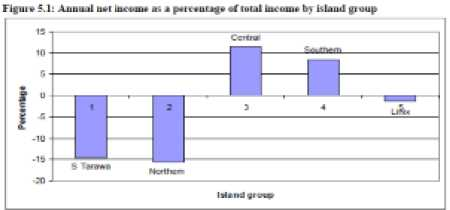 Figure 5.1: Annual net income as a percentage of total income by island group
15
10
5
0
-5
-10
-15
-20
Percentage
Central
Southern
1
2
3
4
5
Linix
S Tarawa
Northern
Island group